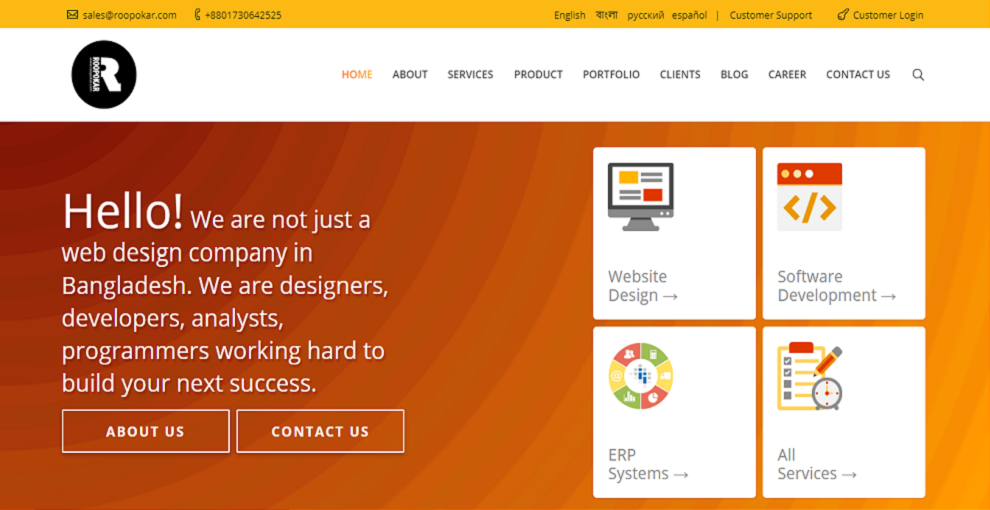 sales@roopokar.com +8801730642525 English বাংলা русский español | Customer Support Customer Login
ROOPOKAR
R
HOME ABOUT SERVICES PRODUCT PORTFOLIO CLIENTS BLOG CAREER CONTACT US
Hello! We are not just a
web design company in
Bangladesh. We are designers,
developers, analysts,
programmers working hard to
build your next success.
ABOUT US CONTACT US
Website
Design →
</>
Software
Development →
@
ERP
Systems →
All
Services →